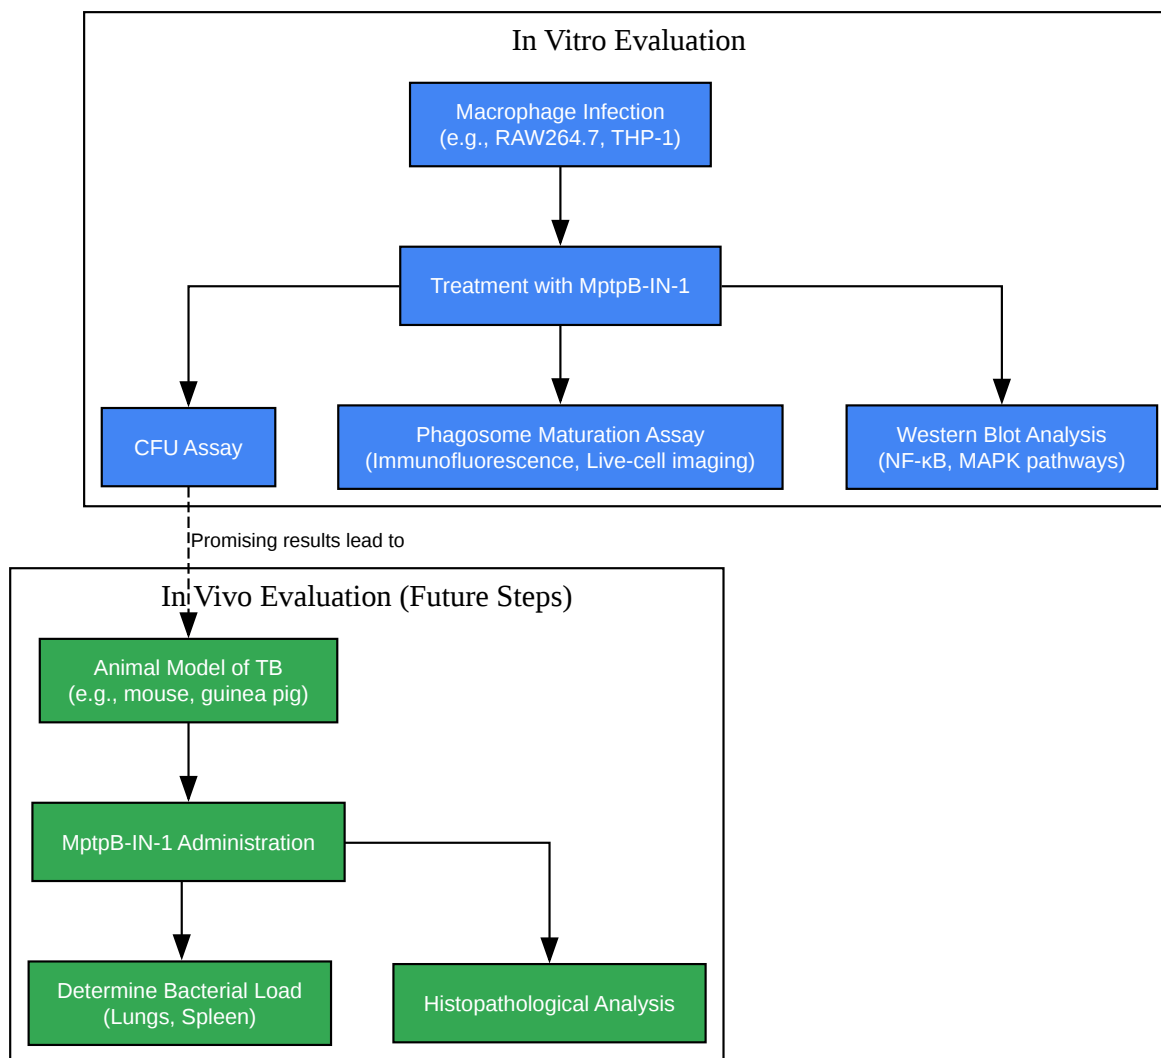 In Vitro Evaluation
Macrophage Infection
(e.g., RAW264.7, THP-1)
Treatment with MptpB-IN-1
CFU Assay
Phagosome Maturation Assay
(Immunofluorescence, Live-cell imaging)
Western Blot Analysis
(NF-κB, MAPK pathways)
Promising results lead to
In Vivo Evaluation (Future Steps)
Animal Model of TB
(e.g., mouse, guinea pig)
MptpB-IN-1 Administration
Determine Bacterial Load
(Lungs, Spleen)
Histopathological Analysis